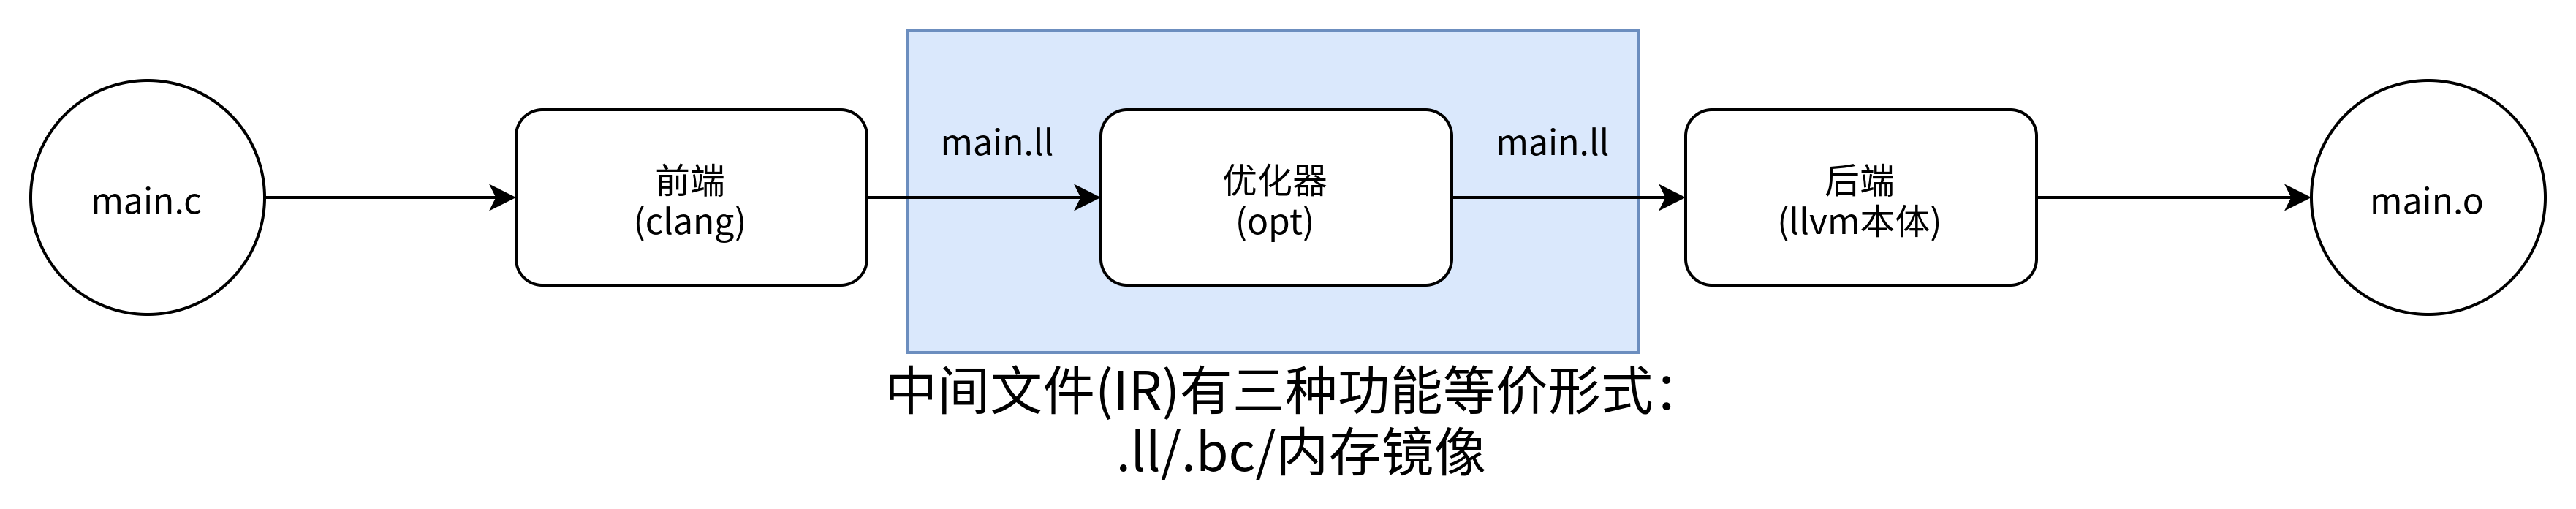 main.c
前端
(clang)
main.ll
优化器
(opt)
main.ll
后端
(llvm本体)
main.o
中间文件(IR)有三种功能等价形式：
.ll/.bc/内存镜像